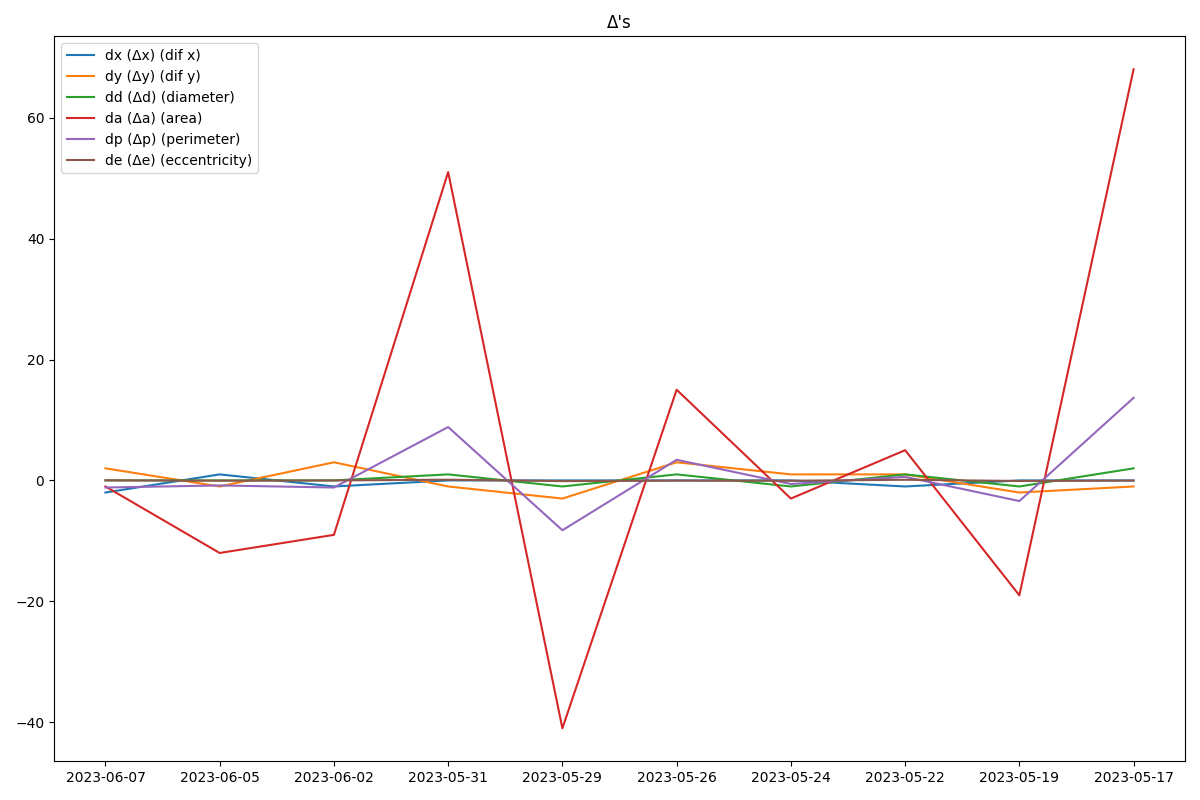 Δ's
dx (Δx) (dif x)
dy (Δy) (dif y)
dd (Δd) (diameter)
da (Δa) (area)
dp (Δp) (perimeter)
de (Δe) (eccentricity)
60
40
20
0
−20
−40
2023-06-07 2023-06-05 2023-06-02 2023-05-31 2023-05-29 2023-05-26 2023-05-24 2023-05-22 2023-05-19 2023-05-17